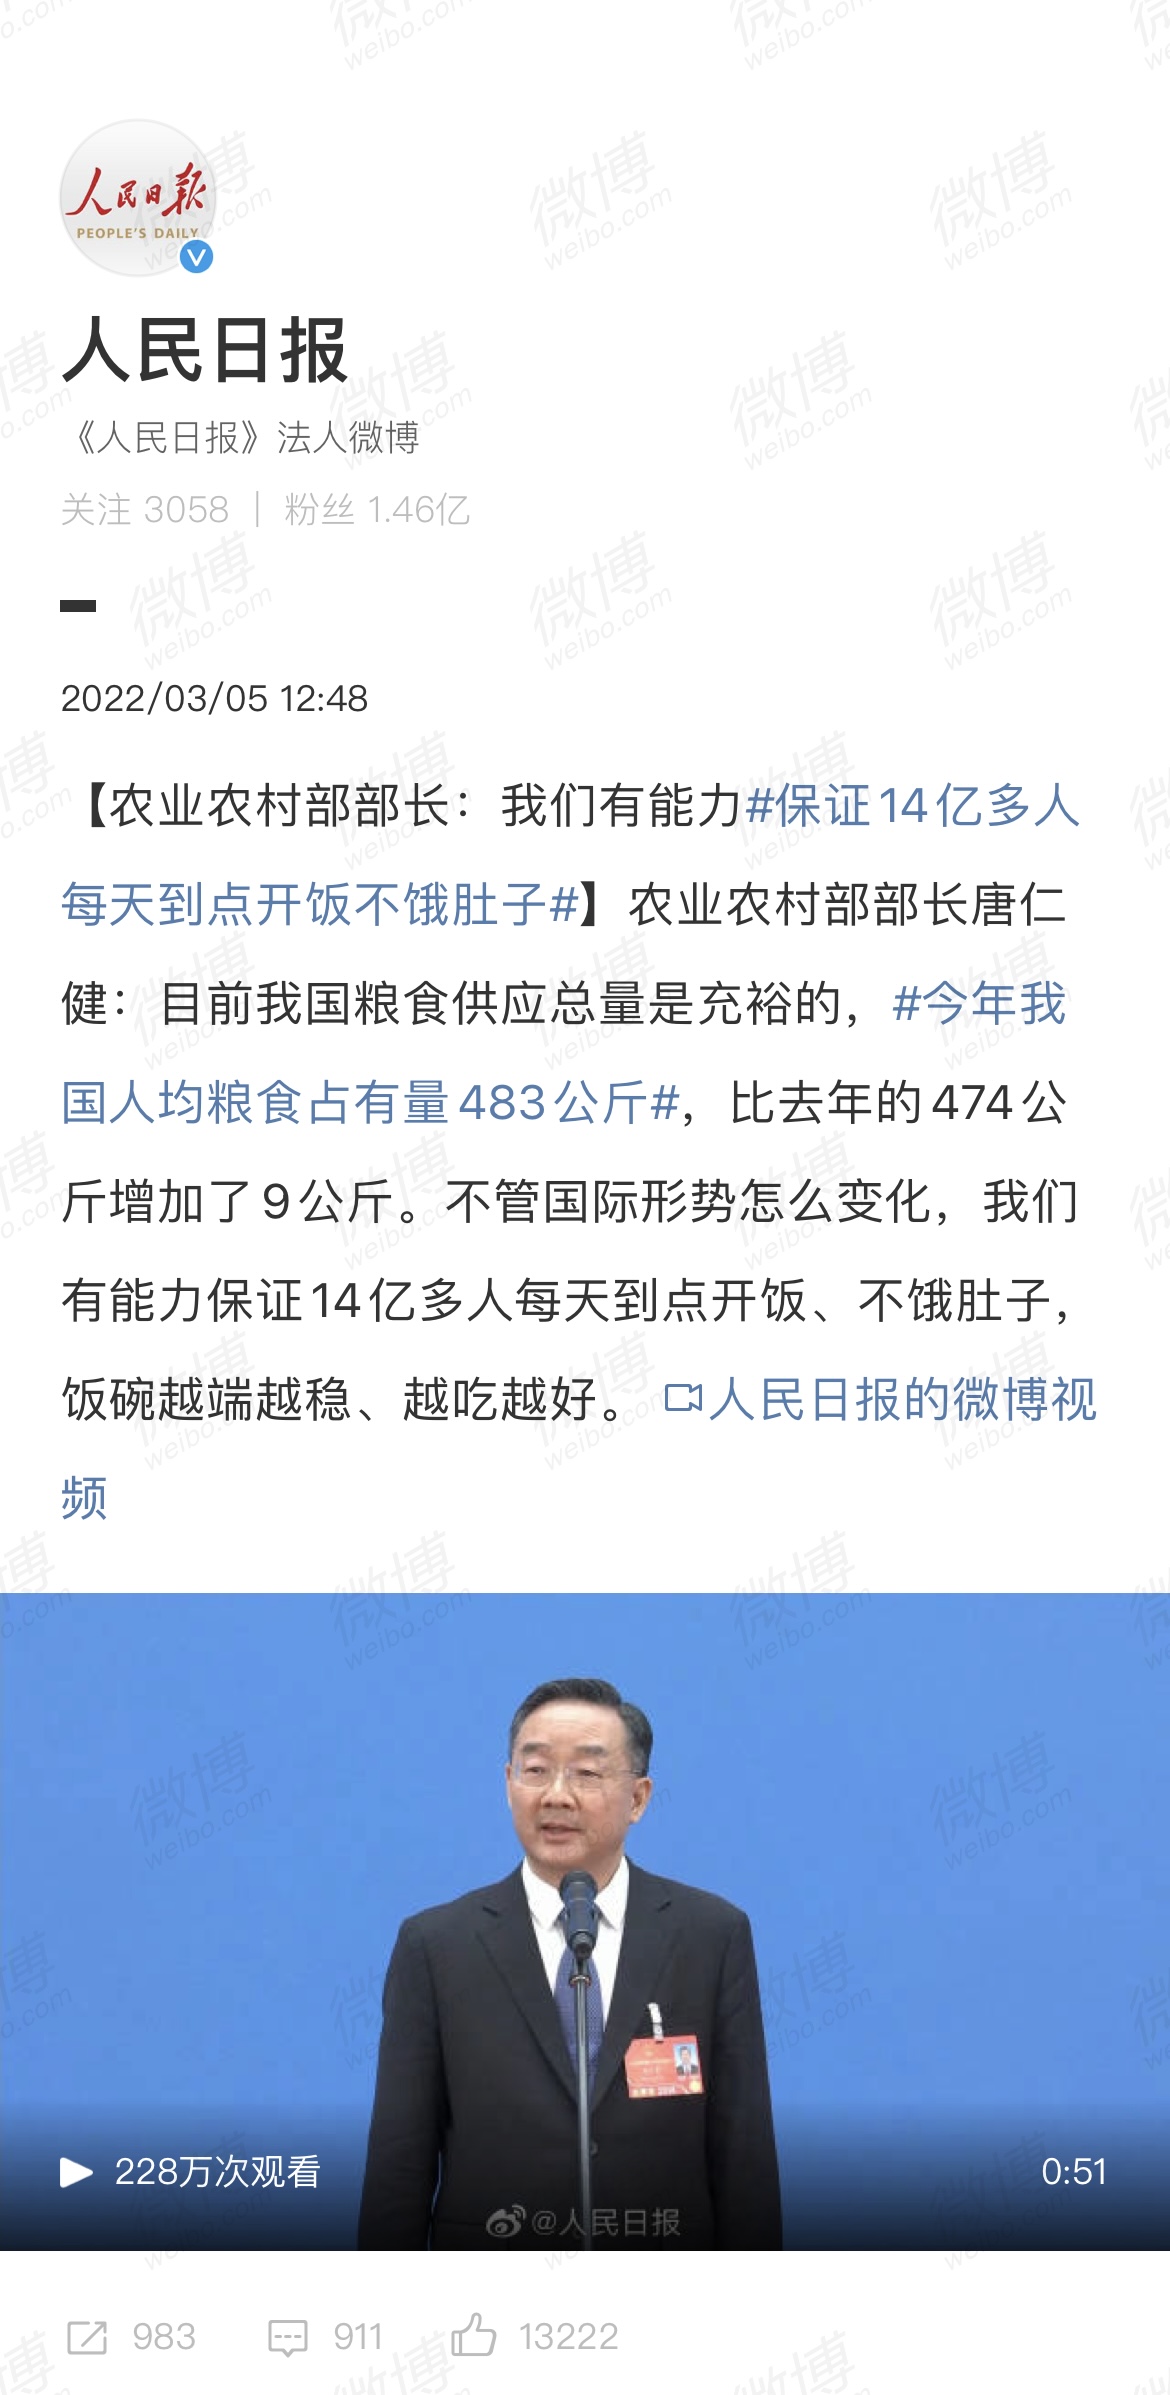 人民日报
PEOPLE'S DAILY
人民日报
《人民日报》法人微博
关注 3058 | 粉丝 1.46亿
2022/03/05 12:48
【农业农村部部长：我们有能力#保证14亿多人
每天到点开饭不饿肚子#】农业农村部部长唐仁
健：目前我国粮食供应总量是充裕的，#今年我
国人均粮食占有量483公斤#，比去年的474公
斤增加了9公斤。不管国际形势怎么变化，我们
有能力保证14亿多人每天到点开饭、不饿肚子，
饭碗越端越稳、越吃越好。人民日报的微博视
频
228万次观看 0:51
@人民日报
983 911 13222
微博
weibo.com